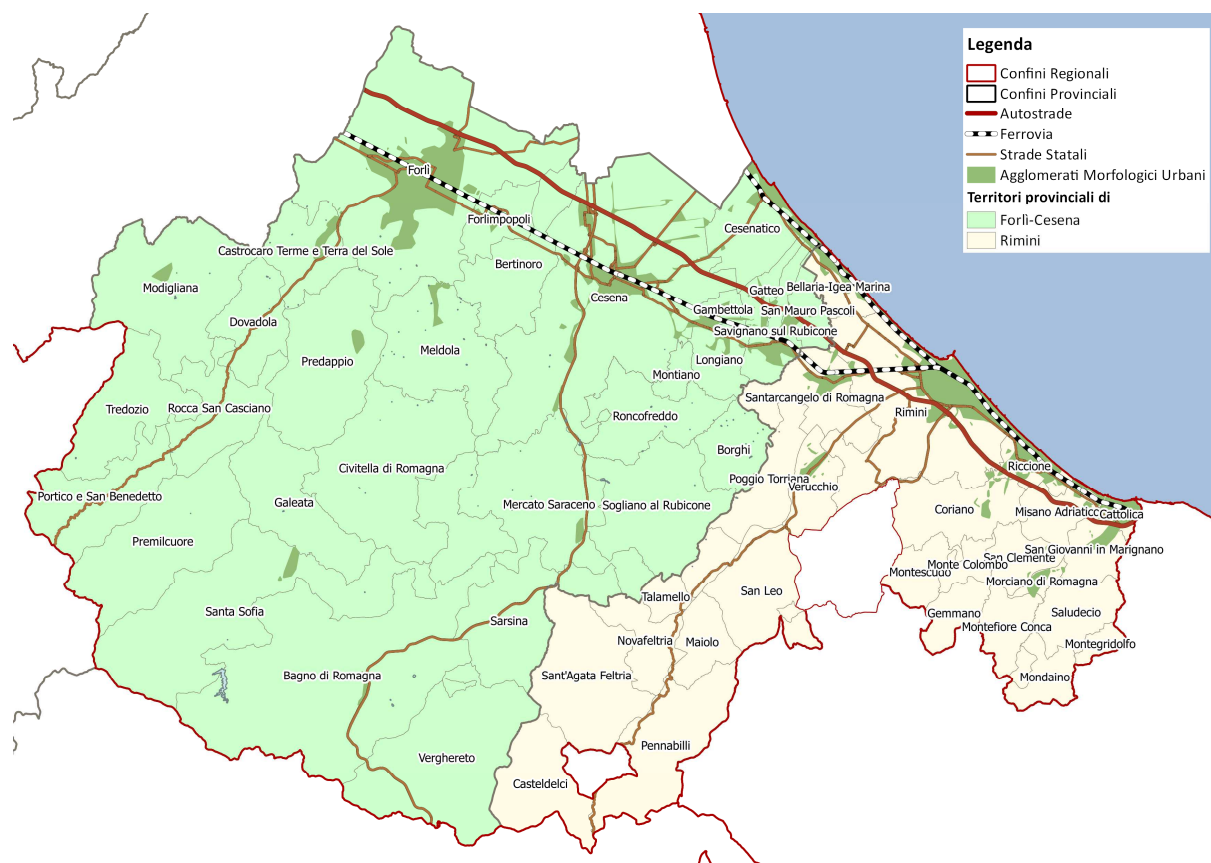 Legenda
Confini Regionali
Confini Provinciali
Autostrade
Ferrovia
Strade Statali
Agglomerati Morfologici Urbani
Territori provinciali di
Forlì-Cesena
Rimini
Forlì
Forlimpopoli
Cesenatico
Castrocaro Terme e Terra del Sole
Bertinoro
Modigliana
Cesena
Gatteo
Bellaria-Igea Marina
Gambettola
San Mauro Pascoli
Dovadola
Savignano sul Rubicone
Meldola
Predappio
Longiano
Montiano
Santarcangelo di Romagna
Tredozio
Rocca San Casciano
Roncofreddo
Rimini
Borghi
Civitella di Romagna
Riccione
Poggio Torriana
Verucchio
Portico e San Benedetto
Galeata
Mercato Saraceno
Sogliano al Rubicone
Coriano
Misano Adriatico
Cattolica
Premilcuore
San Giovanni in Marignano
San Clemente
Monte Colombo
Montescudo
Morciano di Romagna
San Leo
Talamello
Santa Sofia
Sarsina
Gemmano
Saludecio
Montefiore Conca
Novafeltria
Maiolo
Montegridolfo
Bagno di Romagna
Sant'Agata Feltria
Mondaino
Pennabilli
Verghereto
Casteldelci